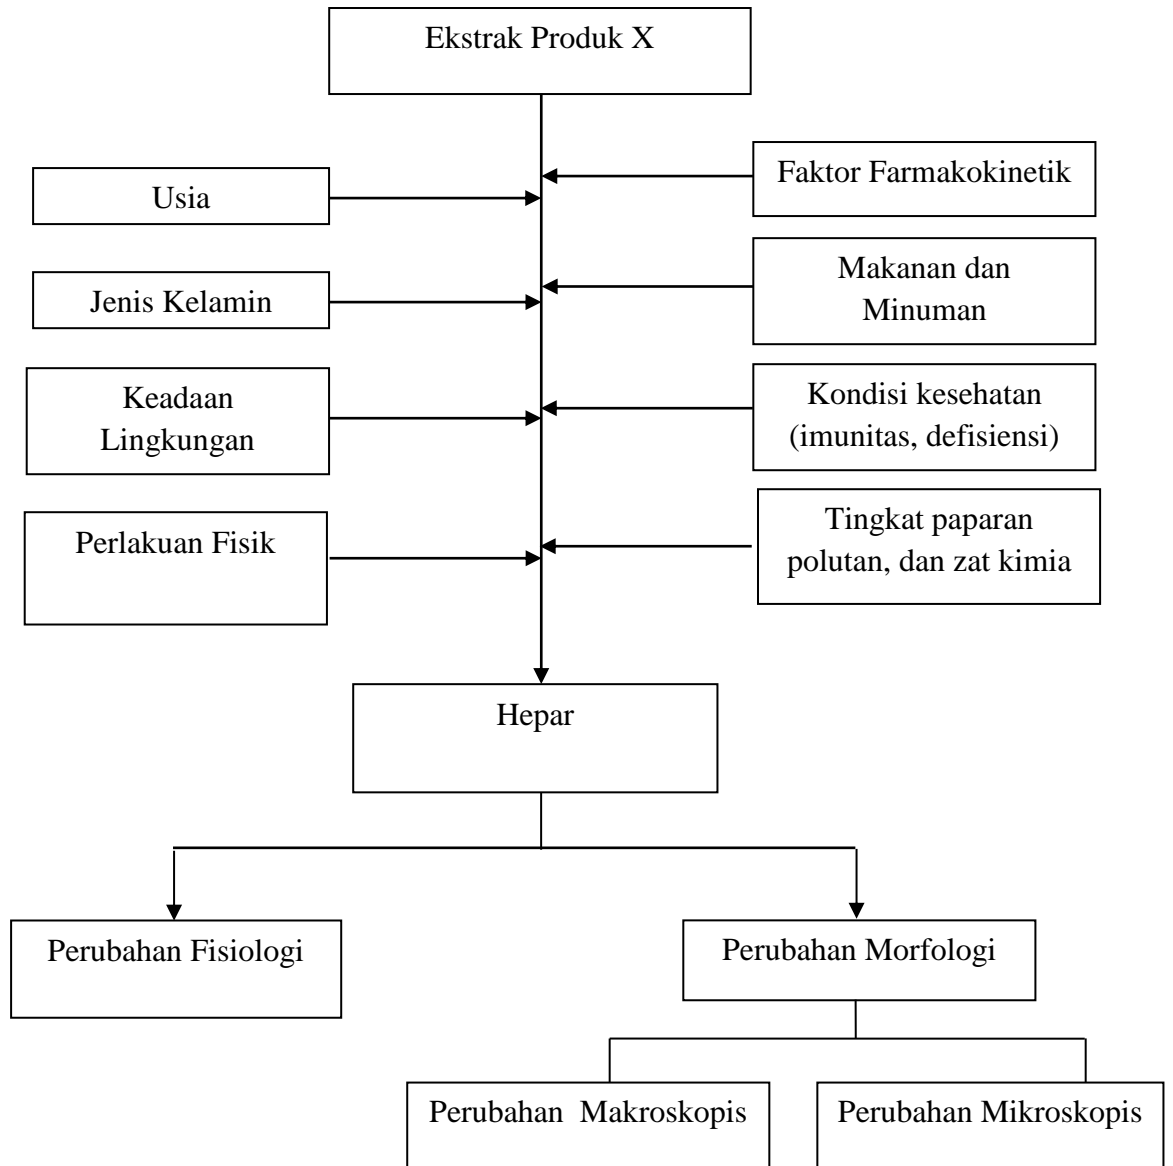 Ekstrak Produk X
Usia
Faktor Farmakokinetik
Jenis Kelamin
Makanan dan
Minuman
Keadaan
Lingkungan
Kondisi kesehatan
(imunitas, defisiensi)
Perlakuan Fisik
Tingkat paparan
polutan, dan zat kimia
Hepar
Perubahan Fisiologi
Perubahan Morfologi
Perubahan Makroskopis
Perubahan Mikroskopis